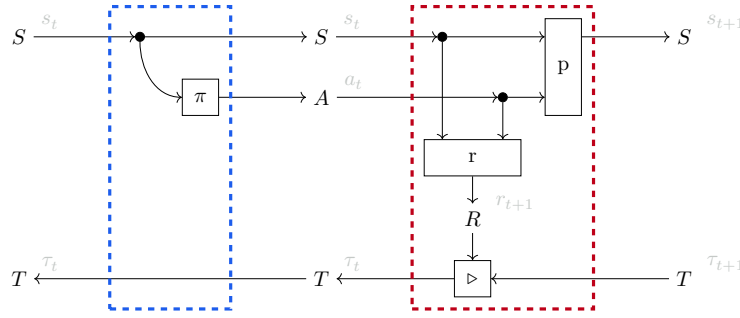 s_t s_t s_{t+1}
S S S
p
a_t
π A
r
r_{t+1}
R
τ_t τ_t τ_{t+1}
T T ▷ T